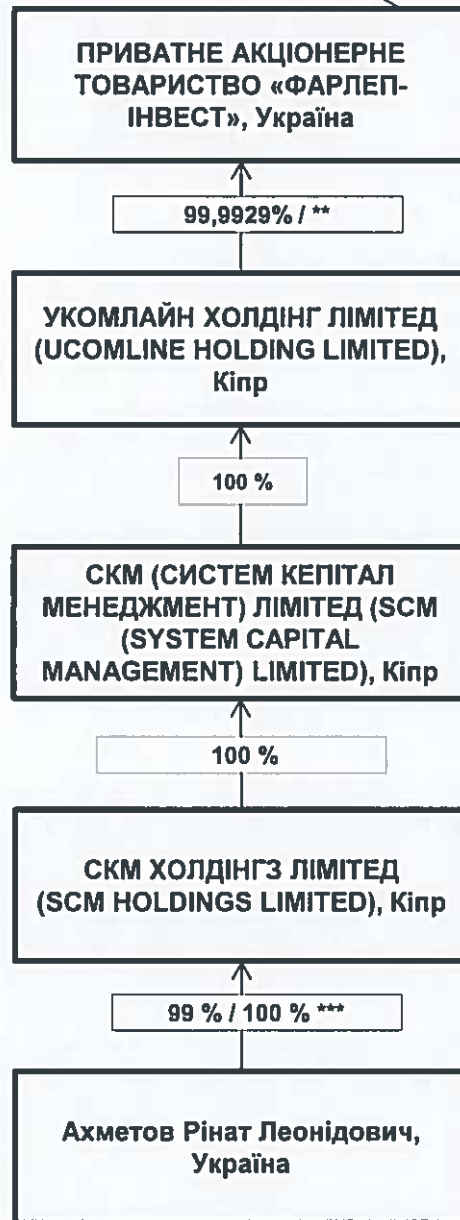 ПРИВАТНЕ АКЦІОНЕРНЕ
ТОВАРИСТВО «ФАРЛЕП-
ІНВЕСТ», Україна
99,9929% / **
УКОМЛАЙН ХОЛДІНГ ЛІМІТЕД
(UCOMLINE HOLDING LIMITED),
Кіпр
100 %
СКМ (СИСТЕМ КЕПІТАЛ
МЕНЕДЖМЕНТ) ЛІМІТЕД (SCM
(SYSTEM CAPITAL
MANAGEMENT) LIMITED), Кіпр
100 %
СКМ ХОЛДІНГЗ ЛІМІТЕД
(SCM HOLDINGS LIMITED), Кіпр
99 % / 100 % ***
Ахметов Рінат Леонідович,
Україна